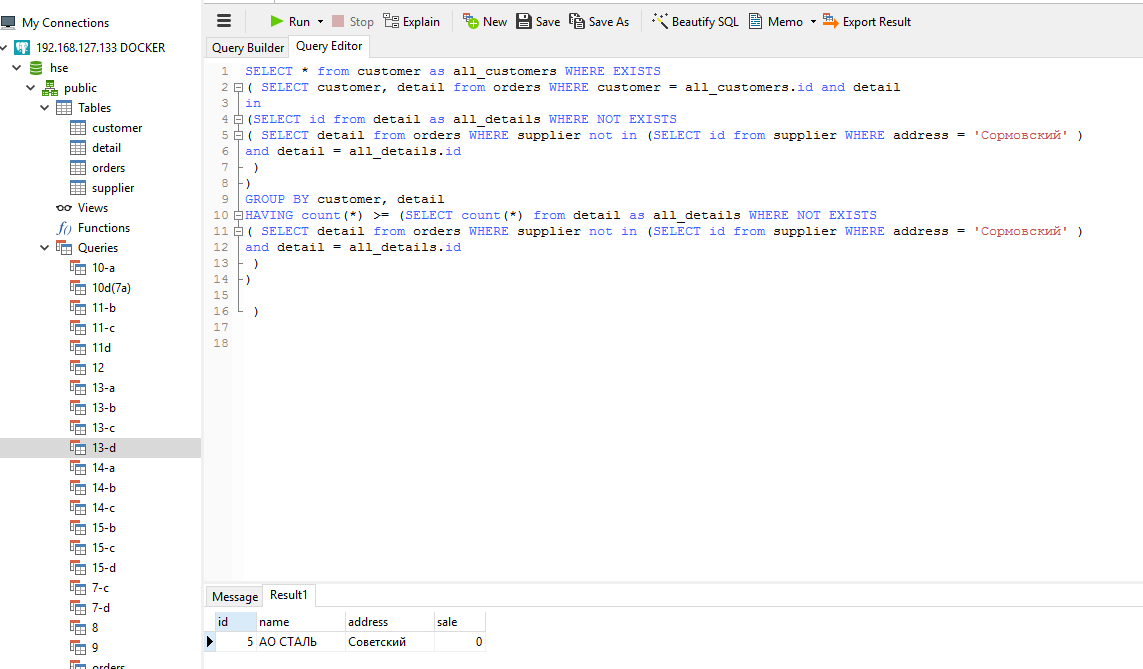 My Connections
192.168.127.133 DOCKER
hse
public
Tables
customer
detail
orders
supplier
Views
f() Functions
Queries
10-a
10d(7a)
11-b
11-c
11d
12
13-a
13-b
13-c
13-d
14-a
14-b
14-c
15-b
15-c
15-d
7-c
7-d
8
9
orders
Run Stop Explain New Save Save As Beautify SQL Memo Export Result
Query Builder Query Editor
1 SELECT * from customer as all_customers WHERE EXISTS
2 ( SELECT customer, detail from orders WHERE customer = all_customers.id and detail
3 in
4 (SELECT id from detail as all_details WHERE NOT EXISTS
5 ( SELECT detail from orders WHERE supplier not in (SELECT id from supplier WHERE address = 'Сормовский' )
6 and detail = all_details.id
7 )
8 )
9 GROUP BY customer, detail
10 HAVING count(*) >= (SELECT count(*) from detail as all_details WHERE NOT EXISTS
11 ( SELECT detail from orders WHERE supplier not in (SELECT id from supplier WHERE address = 'Сормовский' )
12 and detail = all_details.id
13 )
14 )
15
16 )
17
18
Message Result1
id name address sale
5 АО СТАЛЬ Советский 0